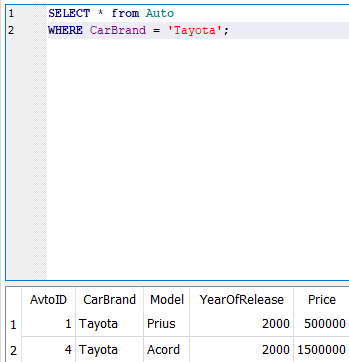 1 SELECT * from Auto
2 WHERE CarBrand = 'Tayota';
AvtoID CarBrand Model YearOfRelease Price
1 1 Tayota Prius 2000 500000
2 4 Tayota Acord 2000 1500000